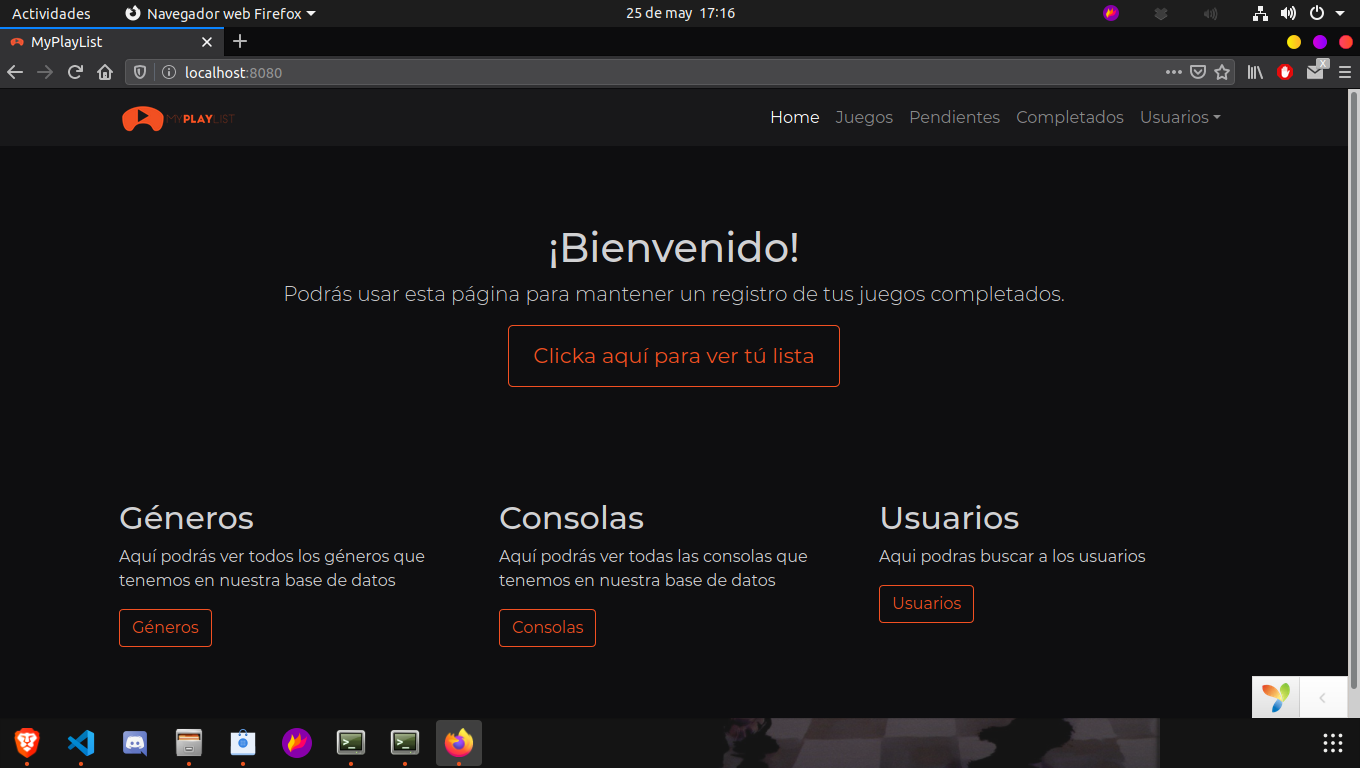 Actividades
Navegador web Firefox
25 de may 17:16
MyPlayList
localhost:8080
X
MYPLAYLIST
Home
Juegos
Pendientes
Completados
Usuarios
¡Bienvenido!
Podrás usar esta página para mantener un registro de tus juegos completados.
Clicka aquí para ver tú lista
Géneros
Aquí podrás ver todos los géneros que
tenemos en nuestra base de datos
Géneros
Consolas
Aquí podrás ver todas las consolas que
tenemos en nuestra base de datos
Consolas
Usuarios
Aqui podras buscar a los usuarios
Usuarios